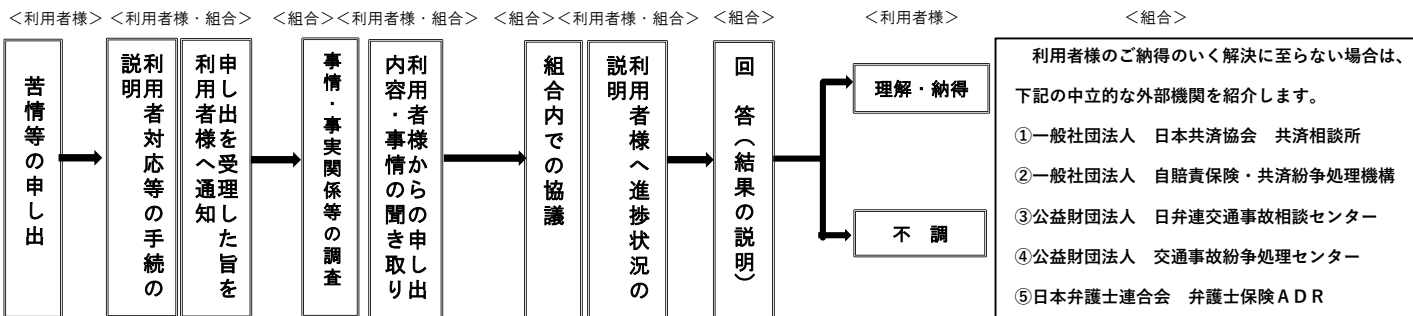 ＜利用者様＞ ＜利用者様・組合＞ ＜組合＞ ＜利用者様・組合＞ ＜組合＞ ＜利用者様・組合＞ ＜組合＞ ＜利用者様＞ ＜組合＞
苦情等の申し出
利用者対応等の手続の
説明
申し出を受理した旨を
利用者様へ通知
事情・事実関係等の調査
利用者様からの申し出
内容・事情の聞き取り
組合内での協議
利用者様へ進捗状況の
説明
回　答（結果の説明）
理解・納得
不　調
利用者様のご納得のいく解決に至らない場合は、
下記の中立的な外部機関を紹介します。
①一般社団法人　日本共済協会　共済相談所
②一般社団法人　自賠責保険・共済紛争処理機構
③公益財団法人　日弁連交通事故相談センター
④公益財団法人　交通事故紛争処理センター
⑤日本弁護士連合会　弁護士保険ＡＤＲ